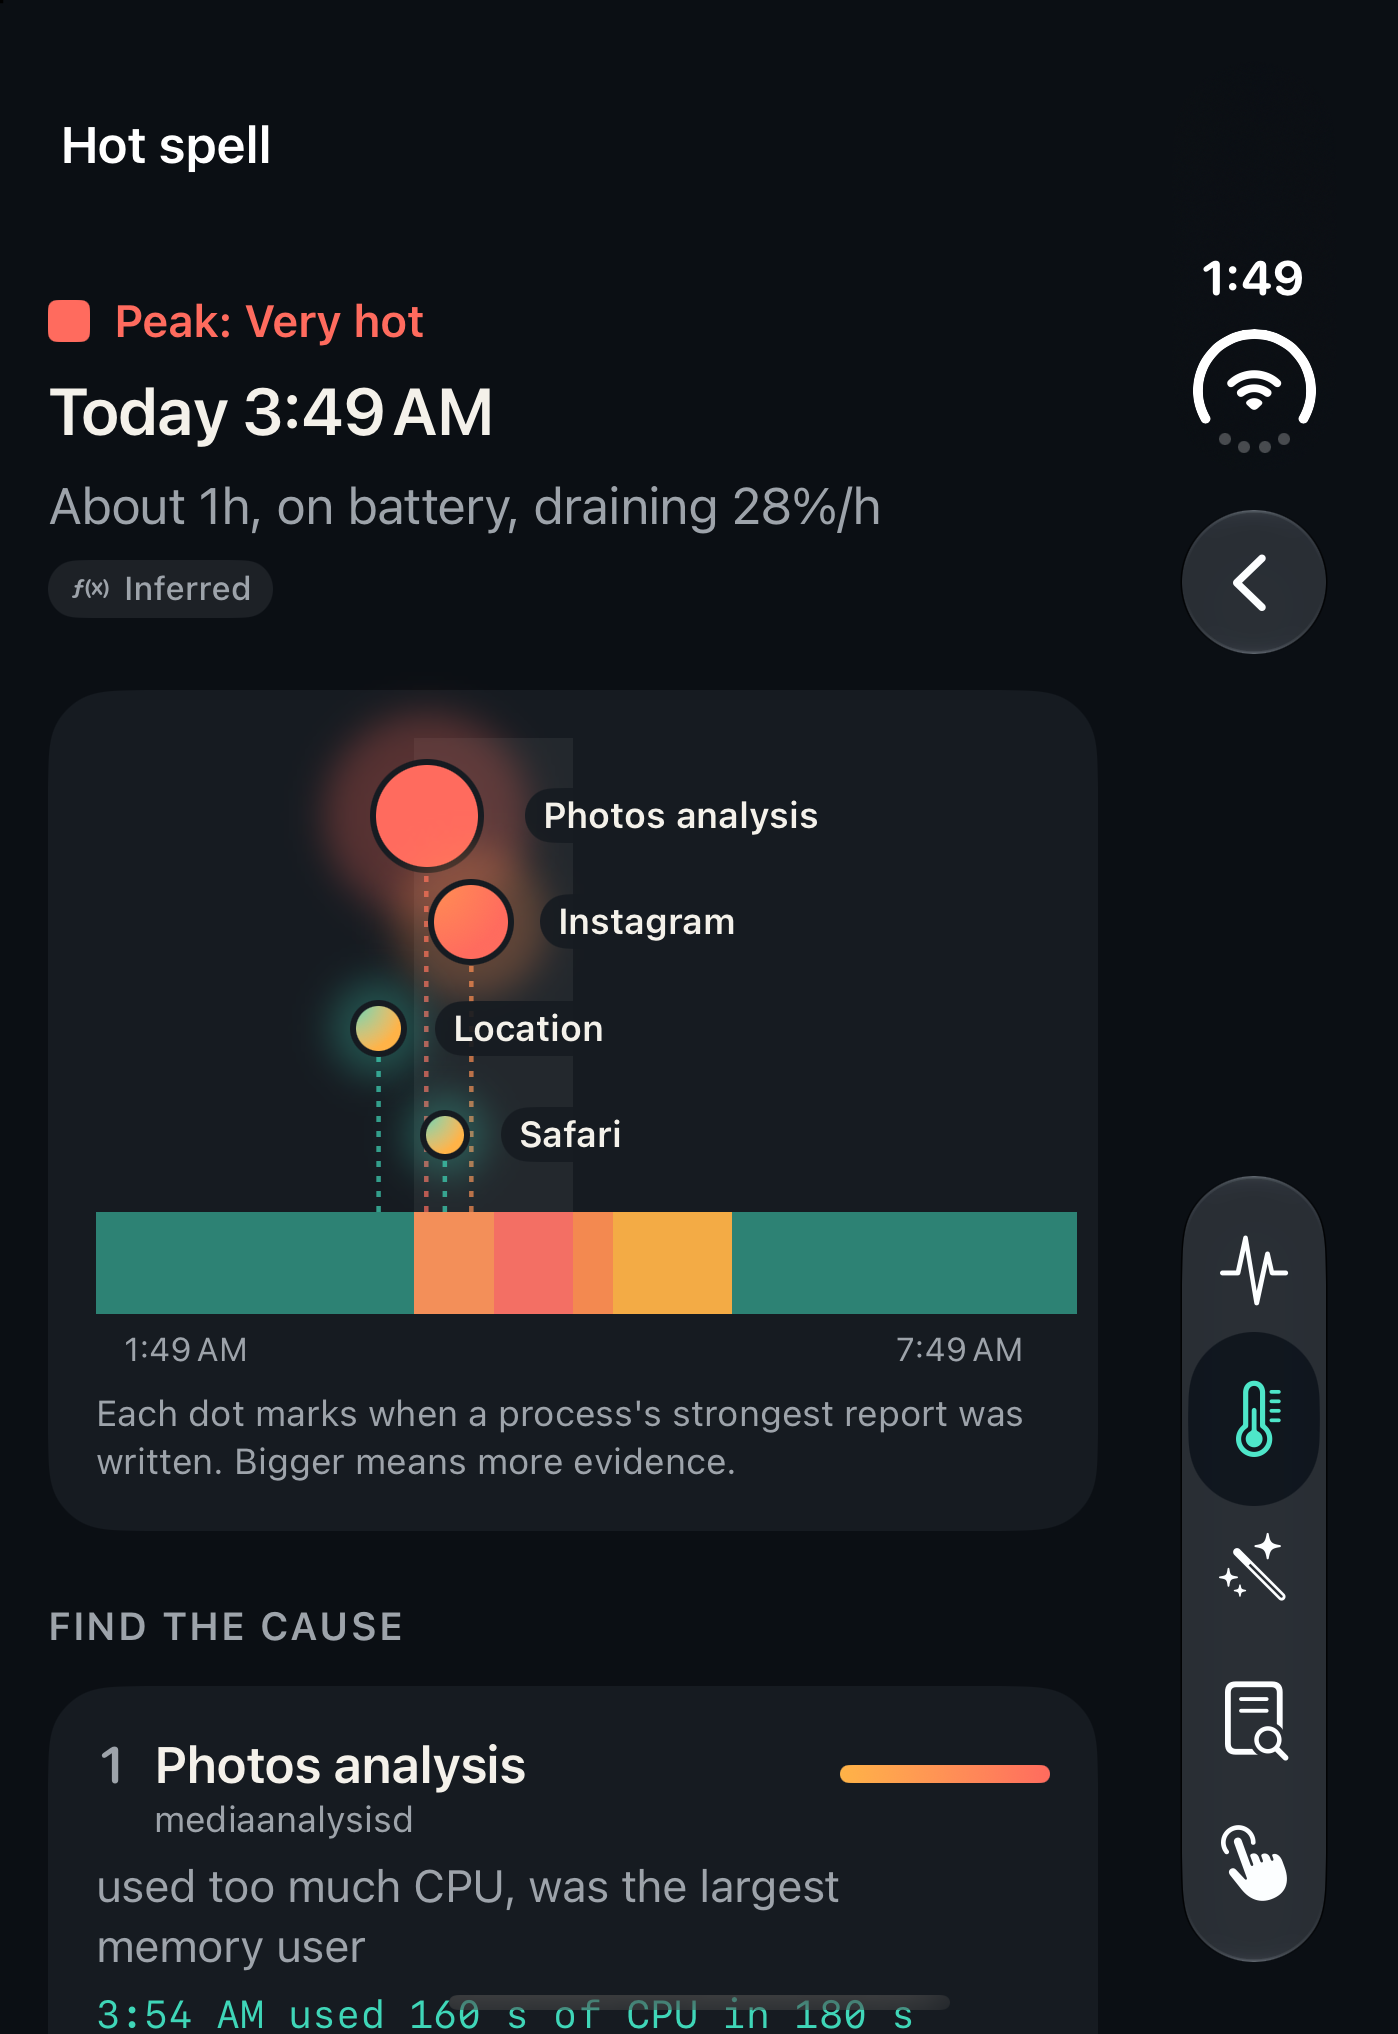 Hot spell
1:49
Peak: Very hot
Today 3:49 AM
About 1h, on battery, draining 28%/h
f(x) Inferred
Photos analysis
Instagram
Location
Safari
1:49 AM
7:49 AM
Each dot marks when a process's strongest report was
written. Bigger means more evidence.
FIND THE CAUSE
1 Photos analysis
mediaanalysisd
used too much CPU, was the largest
memory user
3:54 AM used 160 s of CPU in 180 s